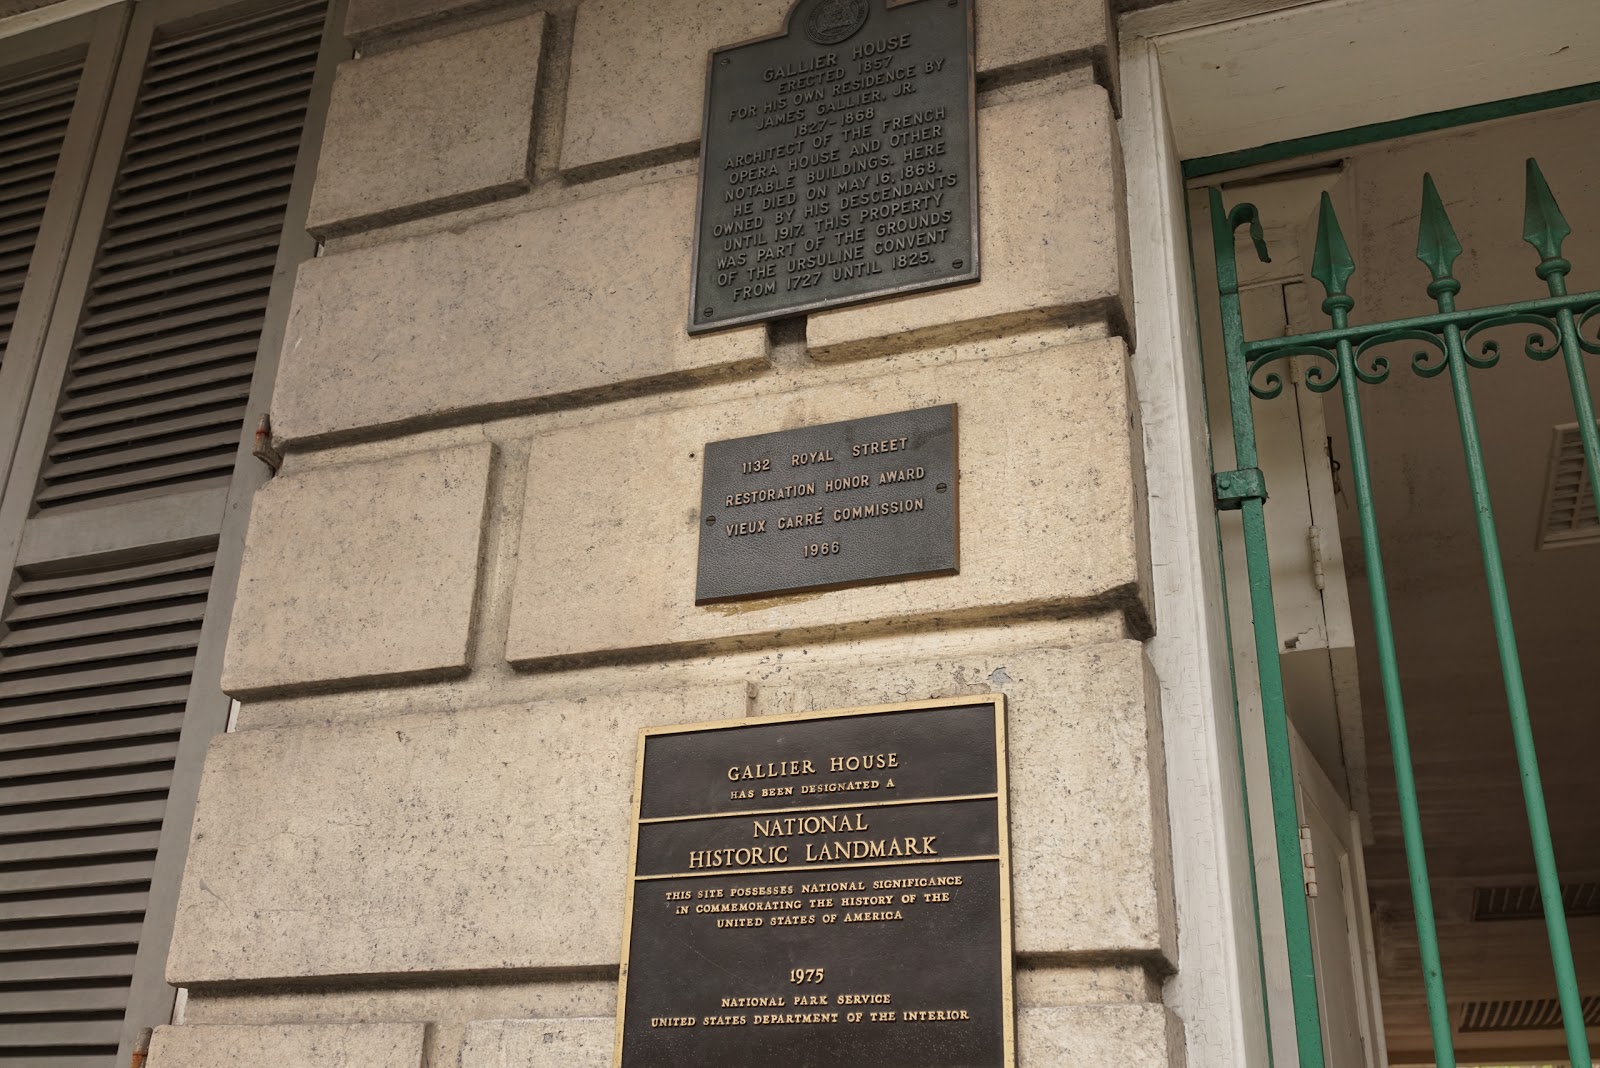 GALLIER HOUSE
ERECTED 1857
FOR HIS OWN RESIDENCE BY
JAMES GALLIER, JR.
1827-1868
ARCHITECT OF THE FRENCH
OPERA HOUSE AND OTHER
NOTABLE BUILDINGS. HERE
HE DIED ON MAY 16, 1868.
OWNED BY HIS DESCENDANTS
UNTIL 1917. THIS PROPERTY
WAS PART OF THE GROUNDS
OF THE URSULINE CONVENT
FROM 1727 UNTIL 1825.
1132 ROYAL STREET
RESTORATION HONOR AWARD
VIEUX CARRÉ COMMISSION
1966
GALLIER HOUSE
HAS BEEN DESIGNATED A
NATIONAL
HISTORIC LANDMARK
THIS SITE POSSESSES NATIONAL SIGNIFICANCE
IN COMMEMORATING THE HISTORY OF THE
UNITED STATES OF AMERICA
1975
NATIONAL PARK SERVICE
UNITED STATES DEPARTMENT OF THE INTERIOR